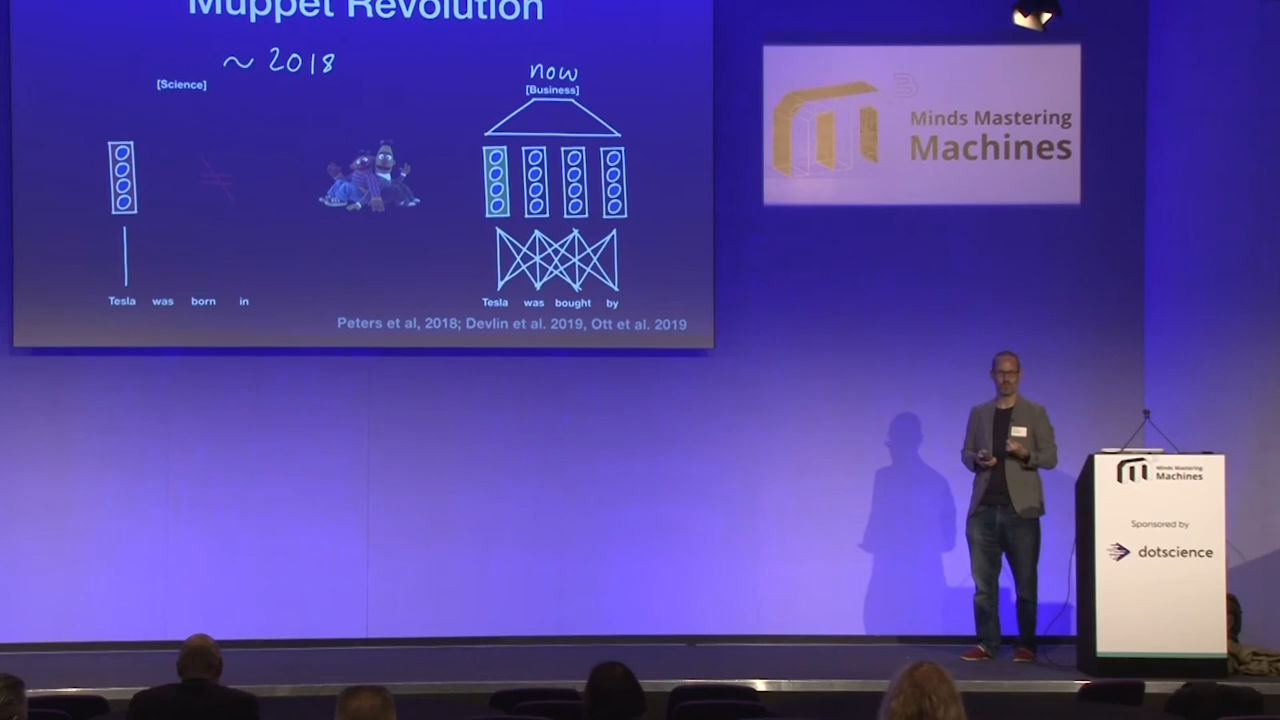 Muppet Revolution
~ 2018
[Science]
now
[Business]
Tesla was born in
Tesla was bought by
Peters et al, 2018; Devlin et al. 2019, Ott et al. 2019
M 3
Minds Mastering
Machines
Minds Mastering
Machines
Sponsored by
dotscience